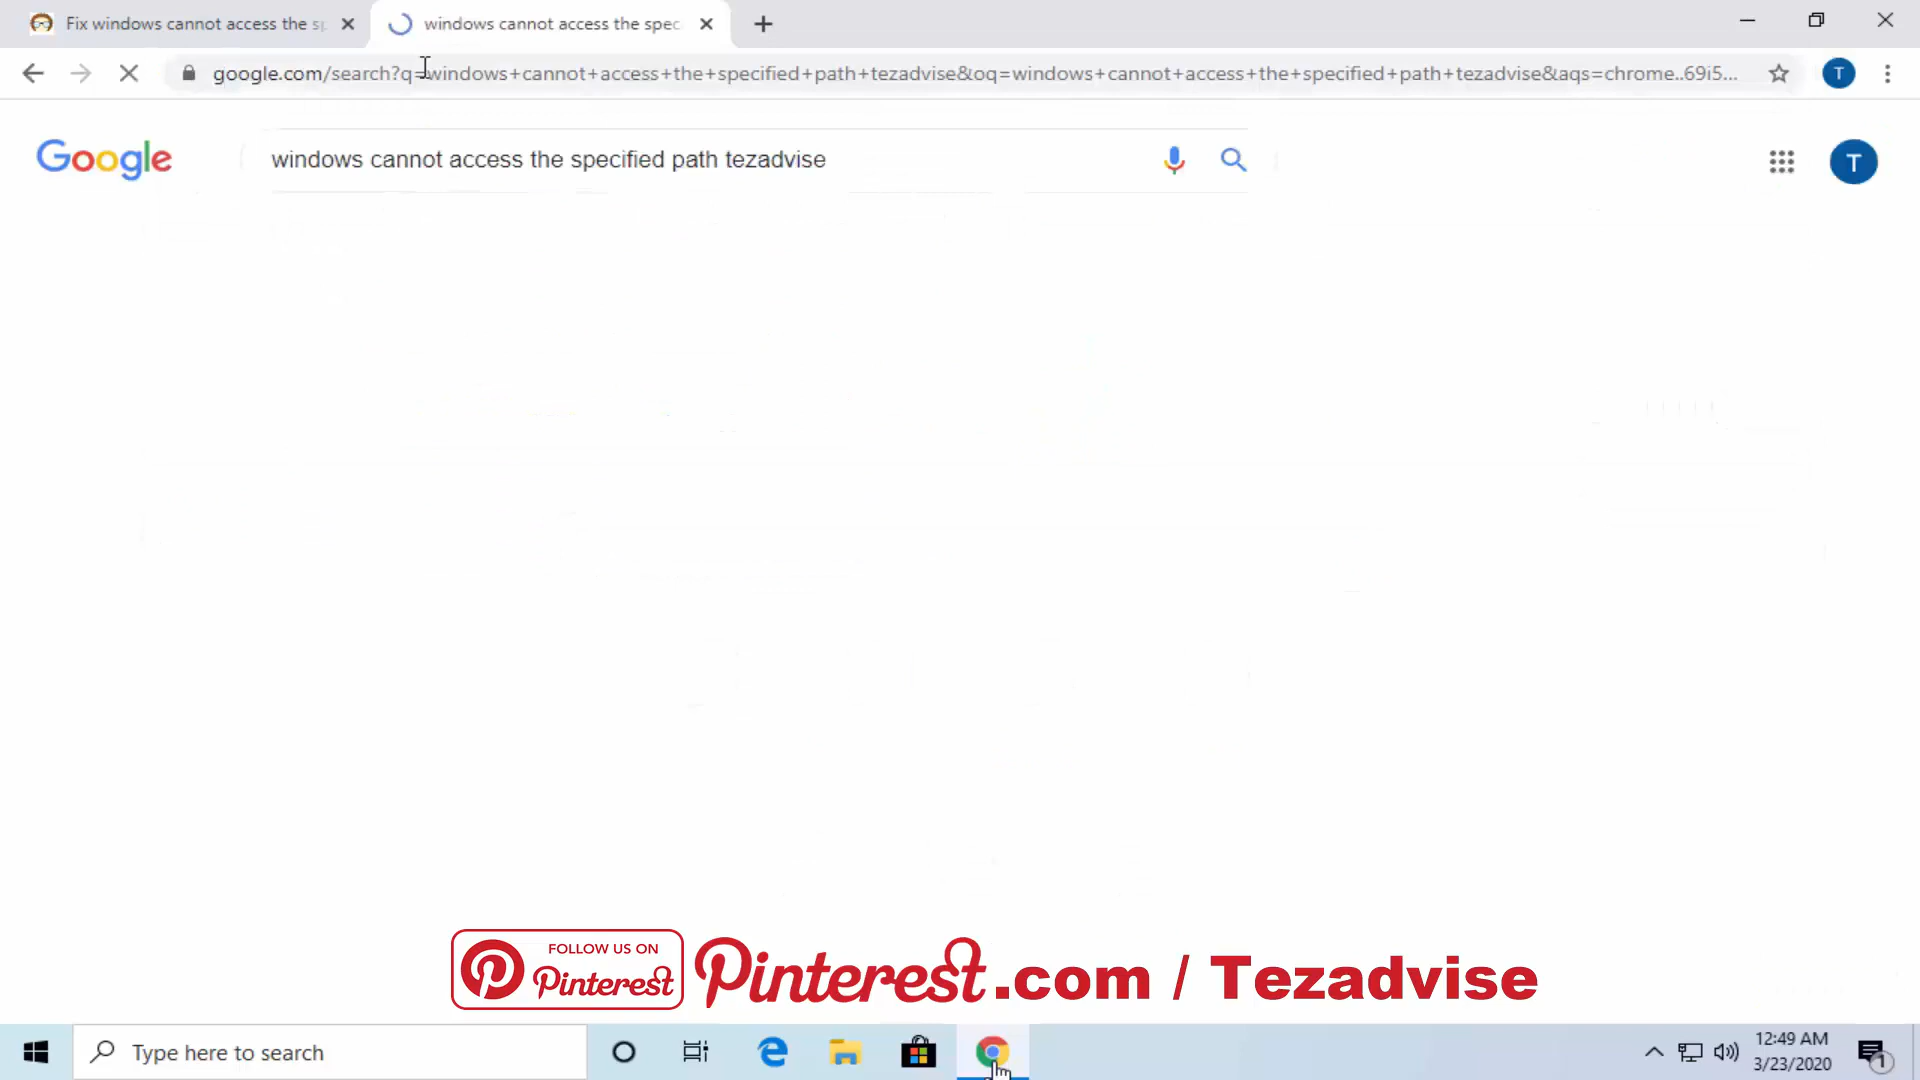 Fix windows cannot access the sp
windows cannot access the spec
google.com/search?q=windows+cannot+access+the+specified+path+tezadvise&oq=windows+cannot+access+the+specified+path+tezadvise&aqs=chrome..69i5...
T
Google
windows cannot access the specified path tezadvise
T
FOLLOW US ON
Pinterest
Pinterest.com / Tezadvise
Type here to search
12:49 AM
3/23/2020
1